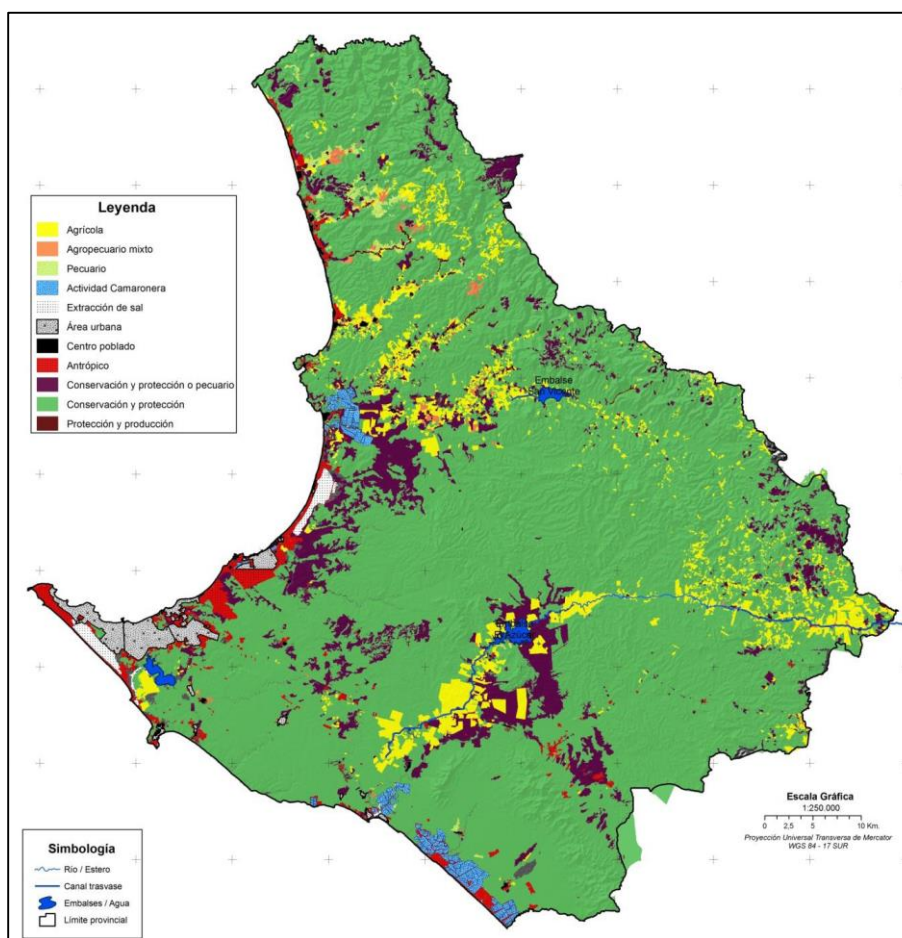 Leyenda
Agrícola
Agropecuario mixto
Pecuario
Actividad Camaronera
Extracción de sal
Área urbana
Centro poblado
Antrópico
Conservación y protección o pecuario
Conservación y protección
Protección y producción
Embalse
San Vicente
Escala Gráfica
1:250.000
0 2,5 5 10 Km.
Proyección Universal Transversa de Mercator
WGS 84 - 17 SUR
Simbología
Río / Estero
Canal trasvase
Embalses / Agua
Límite provincial